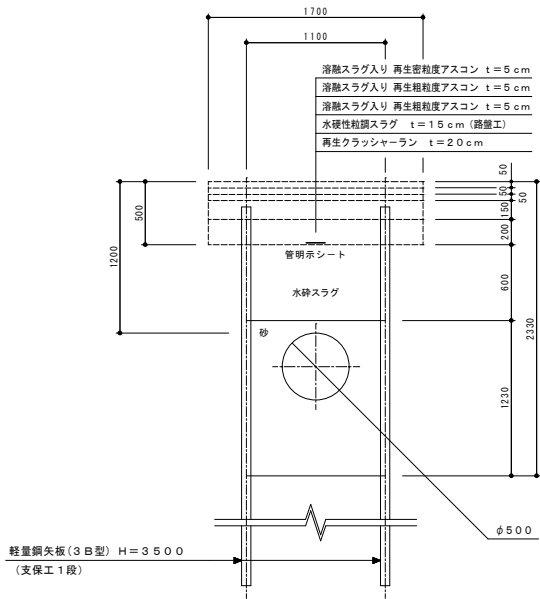 1700
1100
溶融スラグ入り 再生密粒度アスコン t=5cm
溶融スラグ入り 再生粗粒度アスコン t=5cm
溶融スラグ入り 再生粗粒度アスコン t=5cm
水硬性粒調スラグ t=15cm (路盤工)
再生クラッシャーラン t=20cm
50
50
50
150
200
500
1200
管明示シート
600
水砕スラグ
2330
砂
1230
φ500
軽量鋼矢板(3B型) H=3500
(支保工1段)